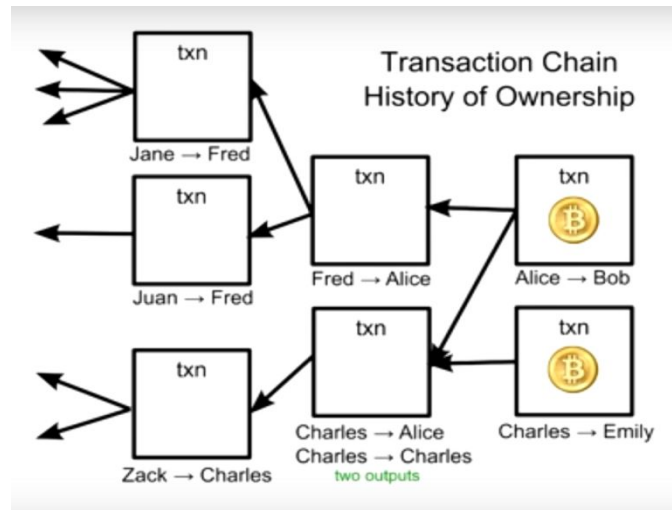 txn
Transaction Chain
History of Ownership
Jane → Fred
txn
txn
txn
Juan → Fred
Fred → Alice
Alice → Bob
txn
txn
txn
Charles → Alice
Charles → Charles
two outputs
Charles → Emily
Zack → Charles